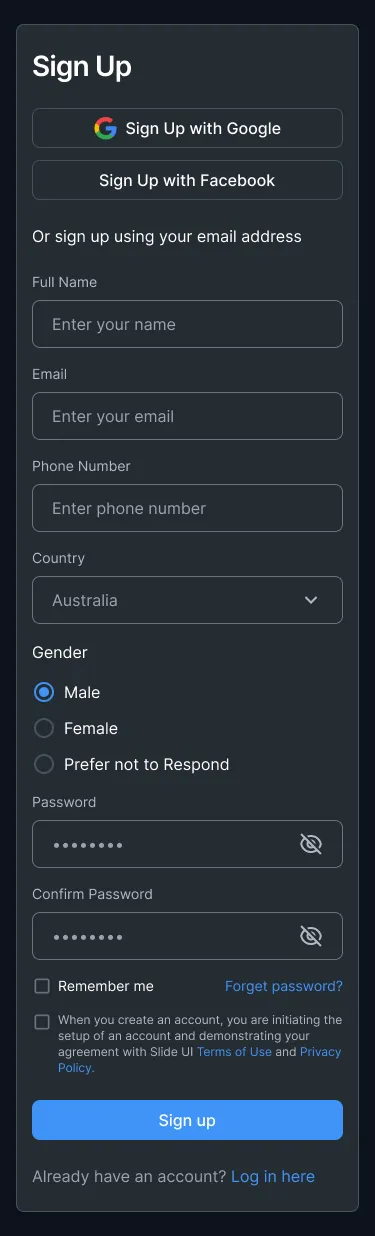 Sign Up
Sign Up with Google
Sign Up with Facebook
Or sign up using your email address
Full Name
Enter your name
Email
Enter your email
Phone Number
Enter phone number
Country
Australia
Gender
Male
Female
Prefer not to Respond
Password
••••••••
Confirm Password
••••••••
Remember me Forget password?
When you create an account, you are initiating the
setup of an account and demonstrating your
agreement with Slide UI Terms of Use and Privacy
Policy.
Sign up
Already have an account? Log in here